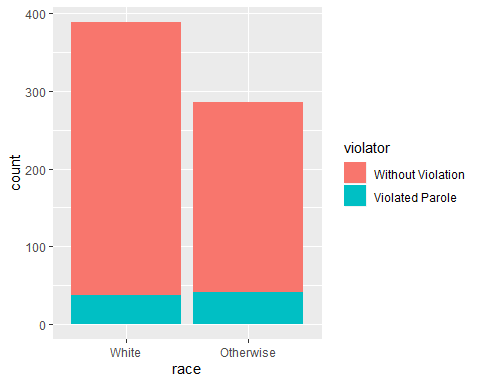 400
300
200
100
0
count
White Otherwise
race
violator
Without Violation
Violated Parole